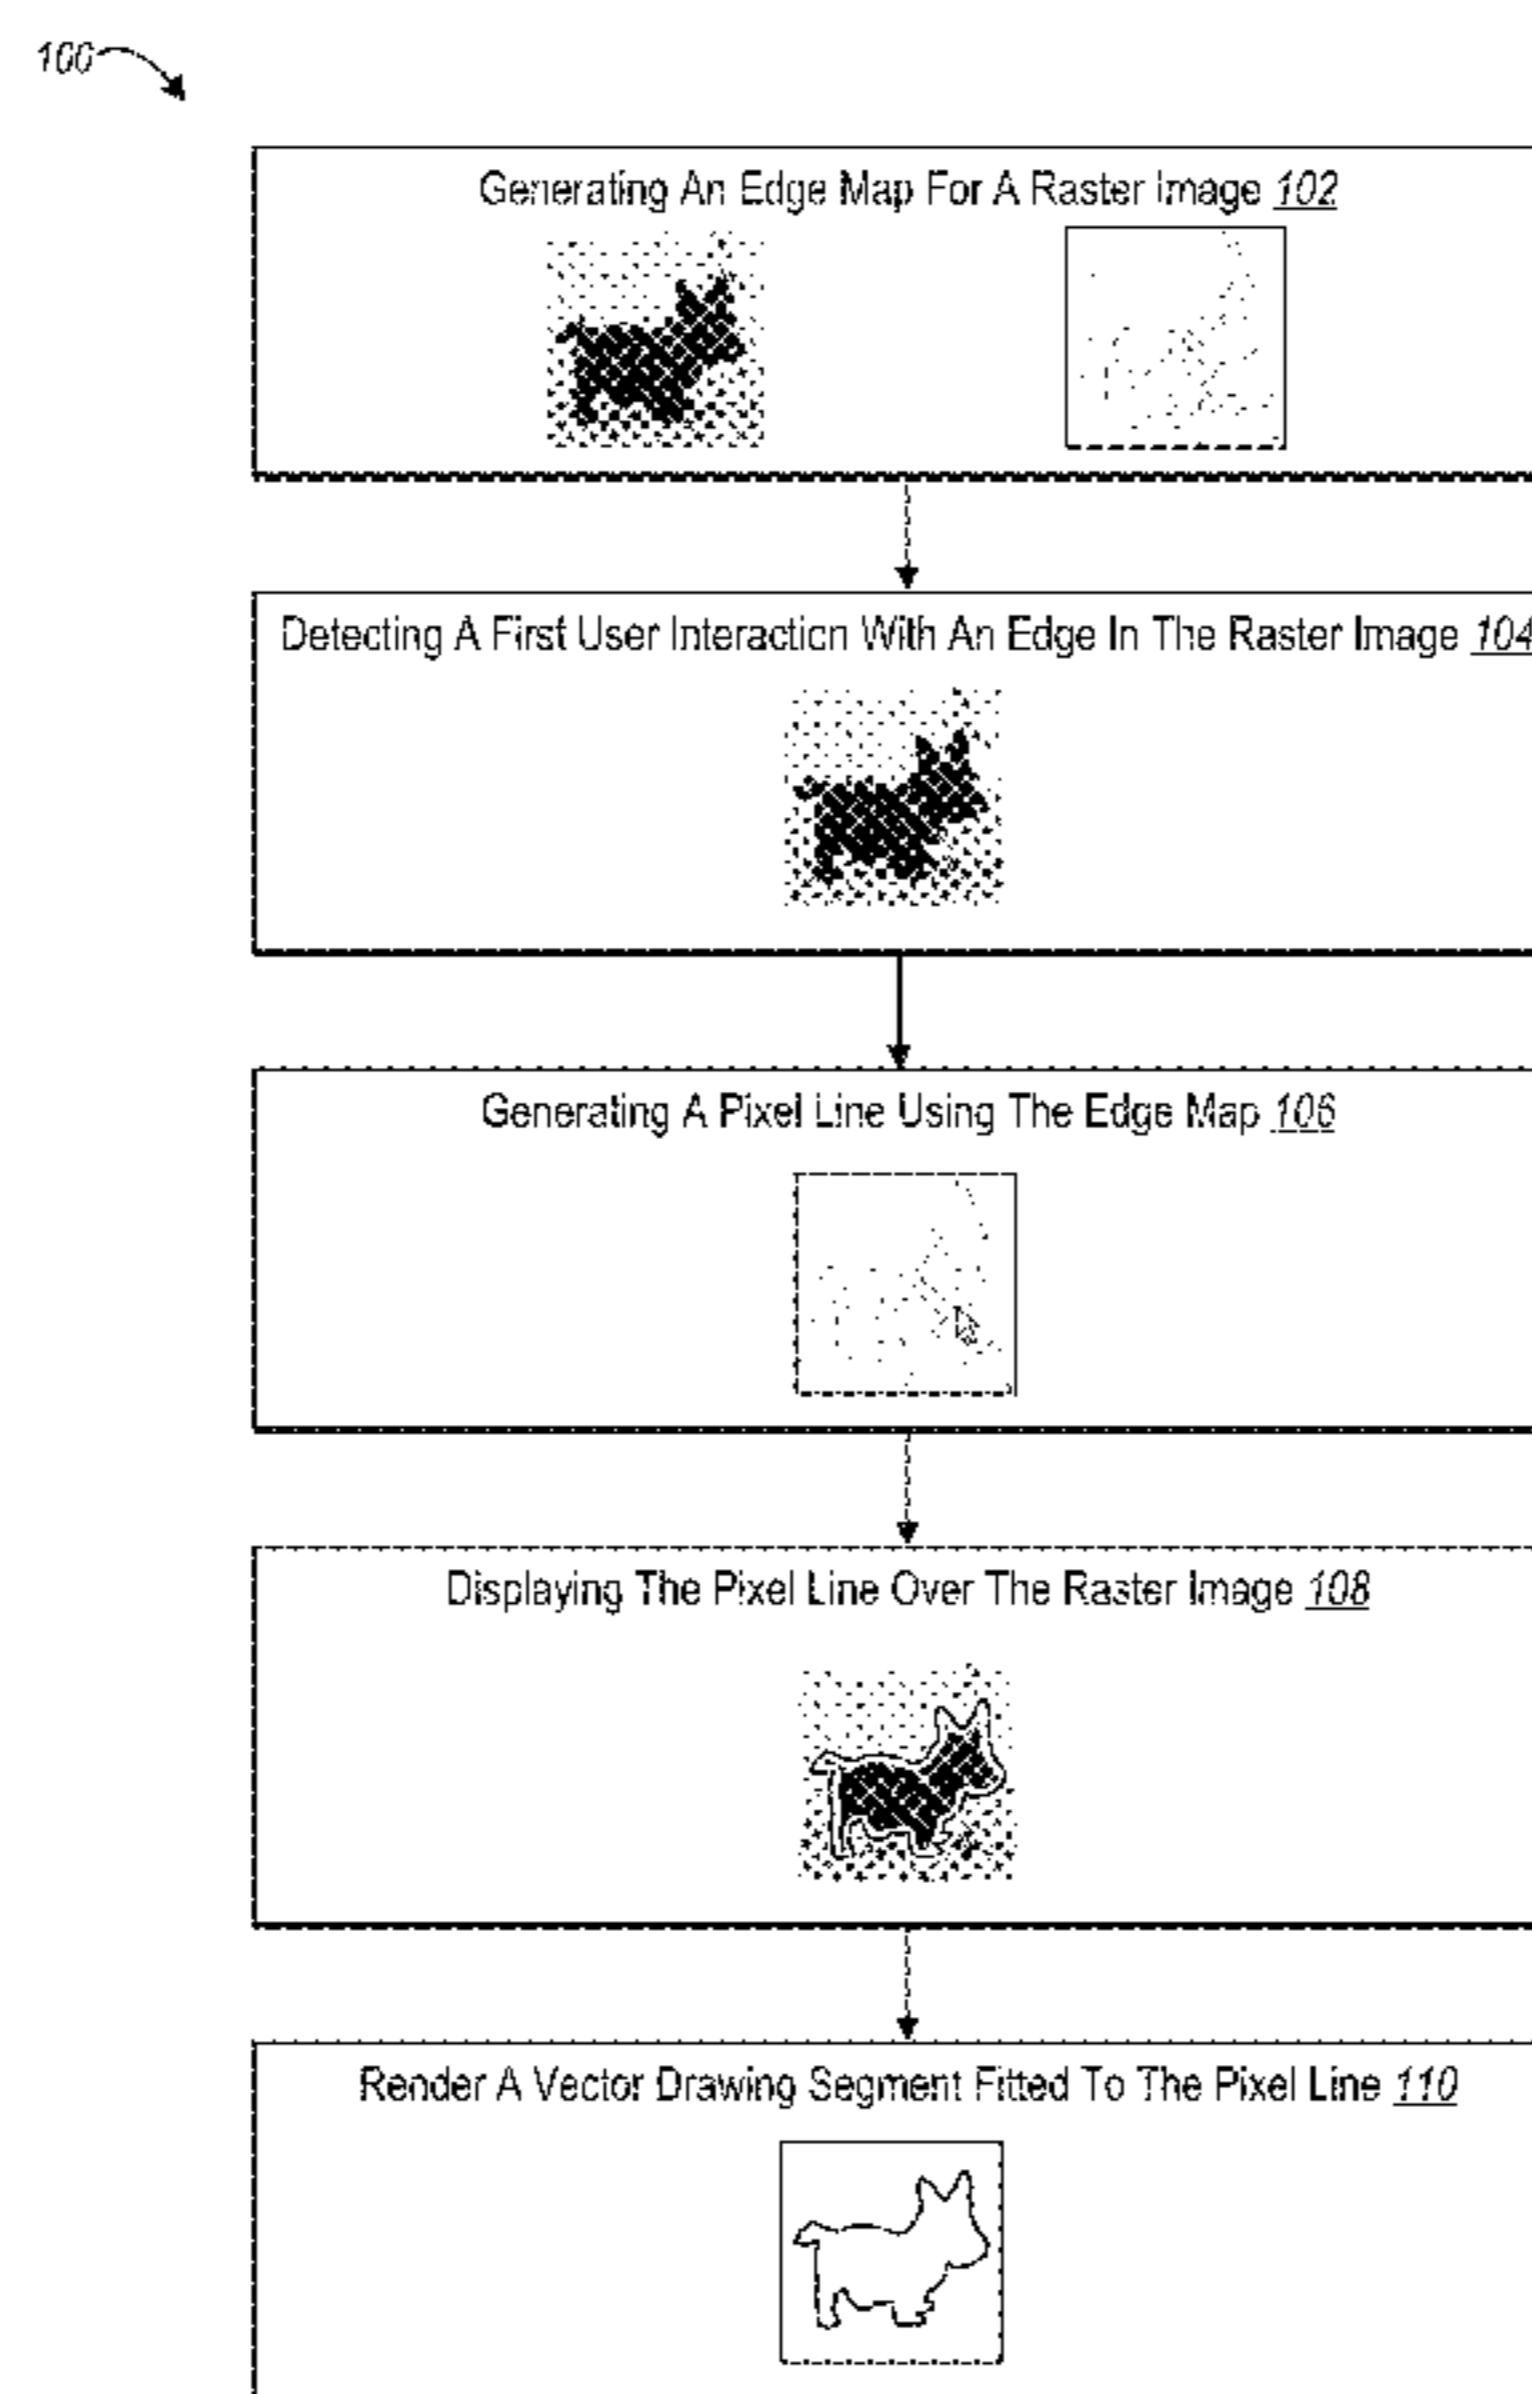 100
Generating An Edge Map For A Raster Image 102
Detecting A First User Interaction With An Edge In The Raster Image 104
Generating A Pixel Line Using The Edge Map 106
Displaying The Pixel Line Over The Raster Image 108
Render A Vector Drawing Segment Fitted To The Pixel Line 110